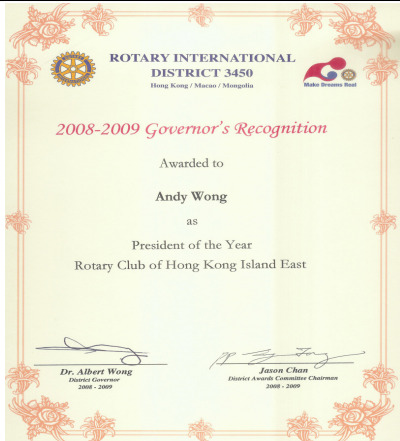 ROTARY INTERNATIONAL
DISTRICT 3450
Hong Kong / Macao / Mongolia
Make Dreams Real
2008-2009 Governor's Recognition
Awarded to
Andy Wong
as
President of the Year
Rotary Club of Hong Kong Island East
Dr. Albert Wong
District Governor
2008 - 2009
Jason Chan
District Awards Committee Chairman
2008 - 2009